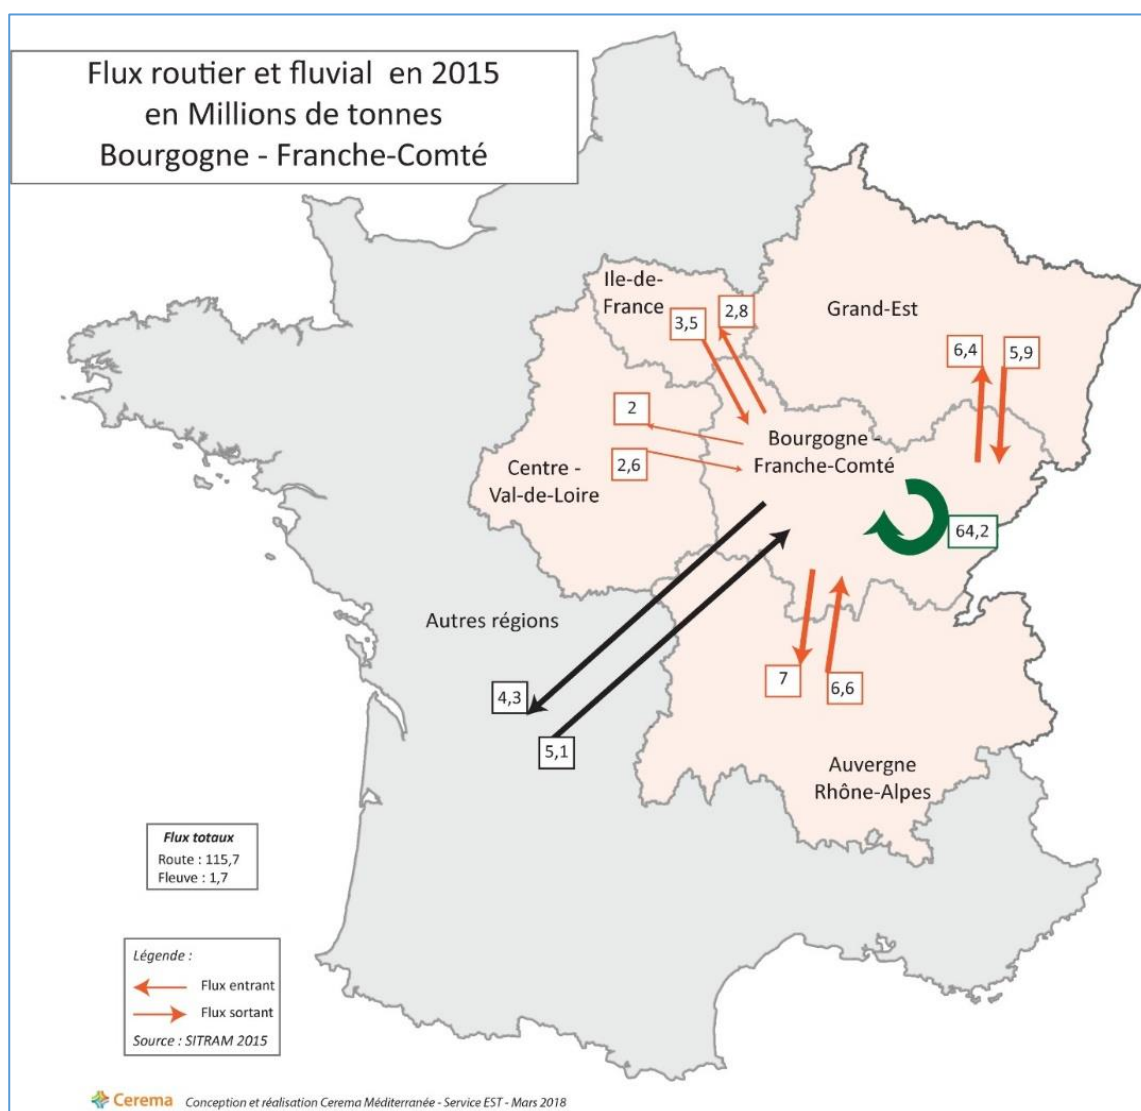 Flux routier et fluvial en 2015
en Millions de tonnes
Bourgogne - Franche-Comté
Ile-de-
France
3,5
2,8
Grand-Est
6,4
5,9
2
2,6
Centre -
Val-de-Loire
Bourgogne -
Franche-Comté
64,2
Autres régions
4,3
5,1
7
6,6
Auvergne
Rhône-Alpes
Flux totaux
Route : 115,7
Fleuve : 1,7
Légende :
Flux entrant
Flux sortant
Source : SITRAM 2015
Cerema Conception et réalisation Cerema Méditerranée - Service EST - Mars 2018